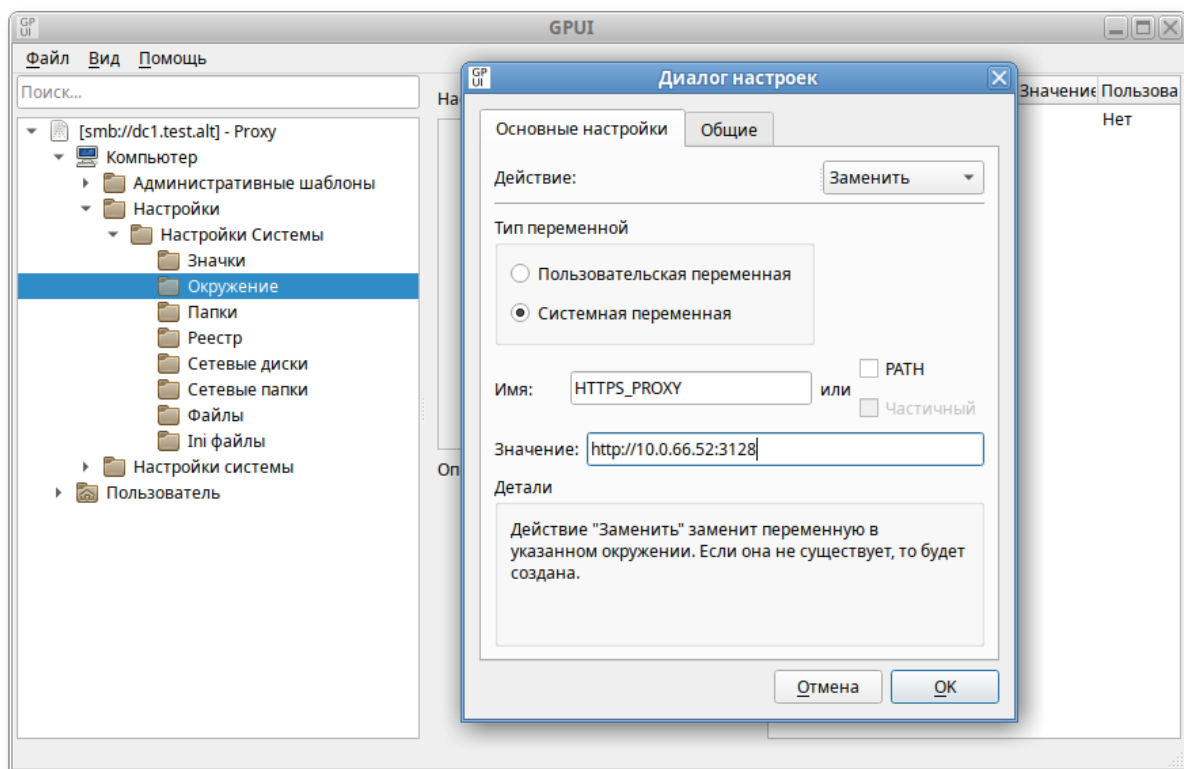 GP
UI
GPUI
Файл Вид Помощь
Поиск...
[smb://dc1.test.alt] - Proxy
Компьютер
Административные шаблоны
Настройки
Настройки Системы
Значки
Окружение
Папки
Реестр
Сетевые диски
Сетевые папки
Файлы
Ini файлы
Настройки системы
Пользователь
На
Оп
Значение Пользова
Нет
GP
UI
Диалог настроек
Основные настройки Общие
Действие: Заменить
Тип переменной
Пользовательская переменная
Системная переменная
Имя: HTTPS_PROXY или PATH
Частичный
Значение: http://10.0.66.52:3128
Детали
Действие "Заменить" заменит переменную в
указанном окружении. Если она не существует, то будет
создана.
Отмена OK